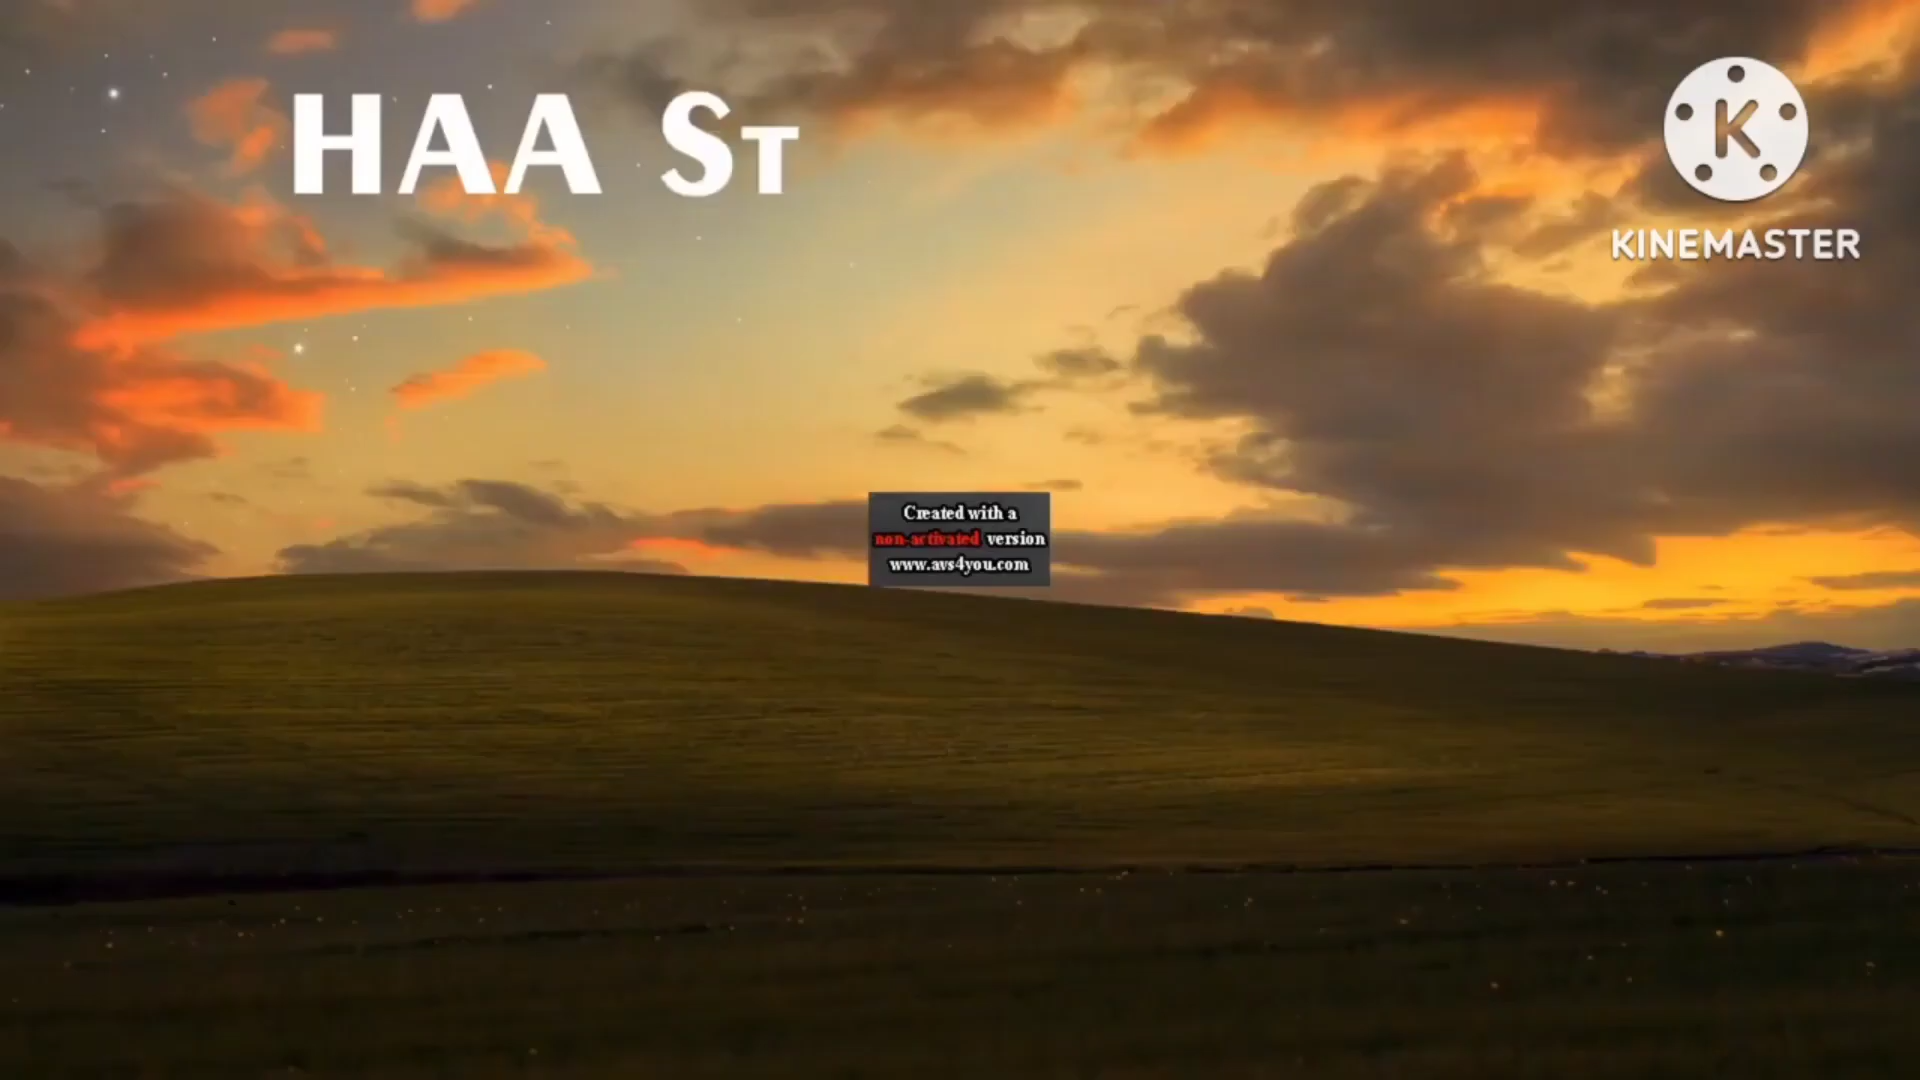 HAA St
K
KINEMASTER
Created with a
non-activated version
www.avs4you.com